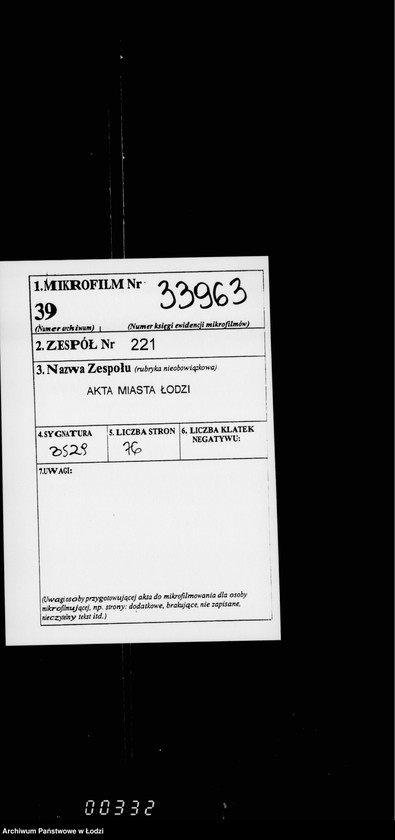 1. MIKROFILM Nr 33963
39
(Numer archiwum) (Numer księgi ewidencji mikrofilmów)
2. ZESPÓŁ Nr 221
3. Nazwa Zespołu (rubryka nieobowiązkowa)
AKTA MIASTA ŁODZI
4. SYGNATURA 5. LICZBA STRON 6. LICZBA KLATEK
NEGATYWU:
76
7. UWAGI:
(Uwagi osoby przygotowującej akta do mikrofilmowania dla osoby
mikrofilmującej, np. strony: dodatkowe, brakujące, nie zapisane,
nieczytelny tekst itd.)
00332
Archiwum Państwowe w Łodzi